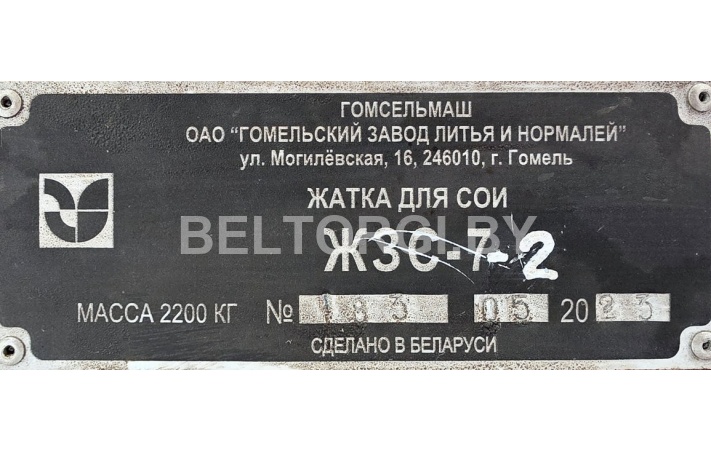 ГОМСЕЛЬМАШ
ОАО "ГОМЕЛЬСКИЙ ЗАВОД ЛИТЬЯ И НОРМАЛЕЙ"
ул. Могилёвская, 16, 246010, г. Гомель
ЖАТКА ДЛЯ СОИ
BELTORGI.BY
ЖЗС-7-2
МАССА 2200 КГ № 183 05 2023
СДЕЛАНО В БЕЛАРУСИ